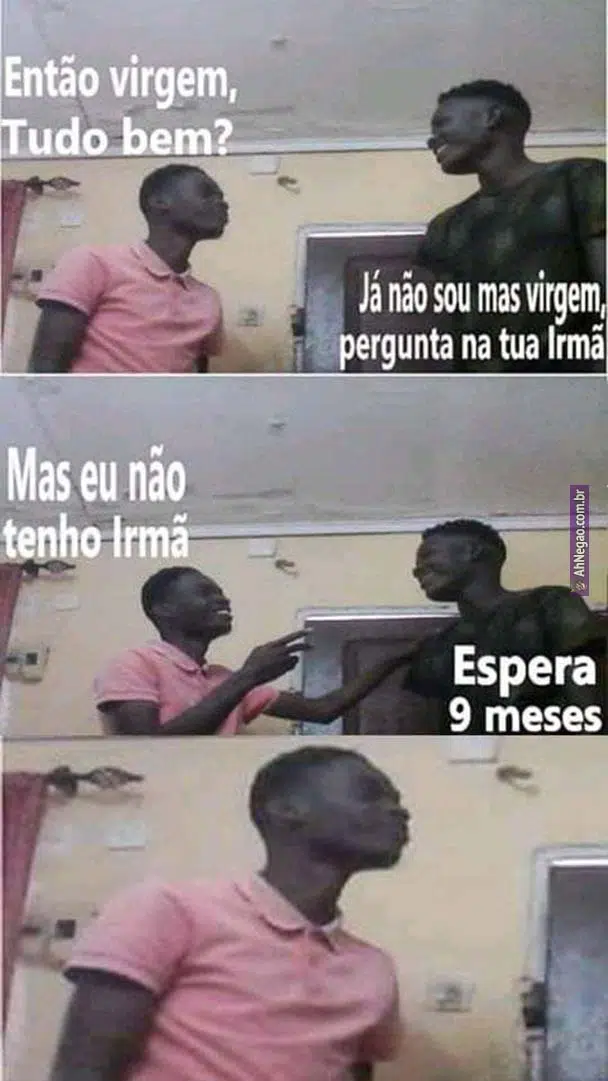 Então virgem,
Tudo bem?
Já não sou mas virgem,
pergunta na tua Irmã
Mas eu não
tenho Irmã
AhNegao.com.br
Espera
9 meses